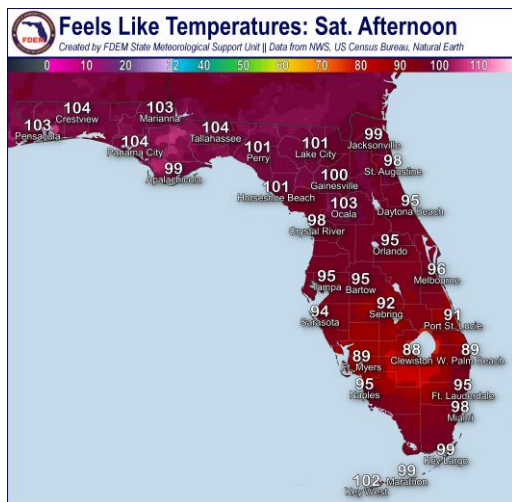 FDEM
Feels Like Temperatures: Sat. Afternoon
Created by FDEM State Meteorological Support Unit || Data from NWS, US Census Bureau, Natural Earth
0 10 20 30 40 50 60 70 80 90 100 110
104
Crestview
103
Marianna
103
Pensacola
104
Panama City
104
Tallahassee
99
Apalachicola
101
Perry
101
Lake City
99
Jacksonville
98
St. Augustine
100
Gainesville
101
Horseshoe Beach
103
Ocala
95
Daytona Beach
98
Crystal River
95
Orlando
96
Melbourne
95
Tampa
95
Bartow
92
Sebring
94
Sarasota
91
Port St. Lucie
89
Ft. Myers
88
Clewiston
89
W. Palm Beach
95
Naples
95
Ft. Lauderdale
98
Miami
99
Key Largo
99
Marathon
102
Key West